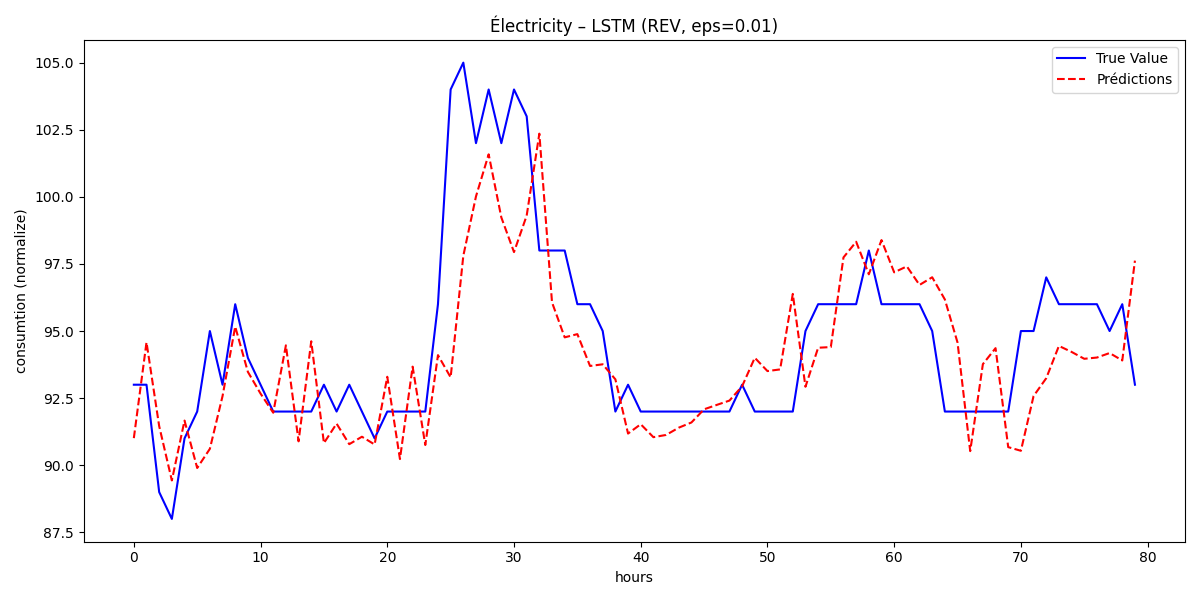 Électricity – LSTM (REV, eps=0.01)
True Value
Prédictions
consumtion (normalize)
105.0
102.5
100.0
97.5
95.0
92.5
90.0
87.5
0 10 20 30 40 50 60 70 80
hours